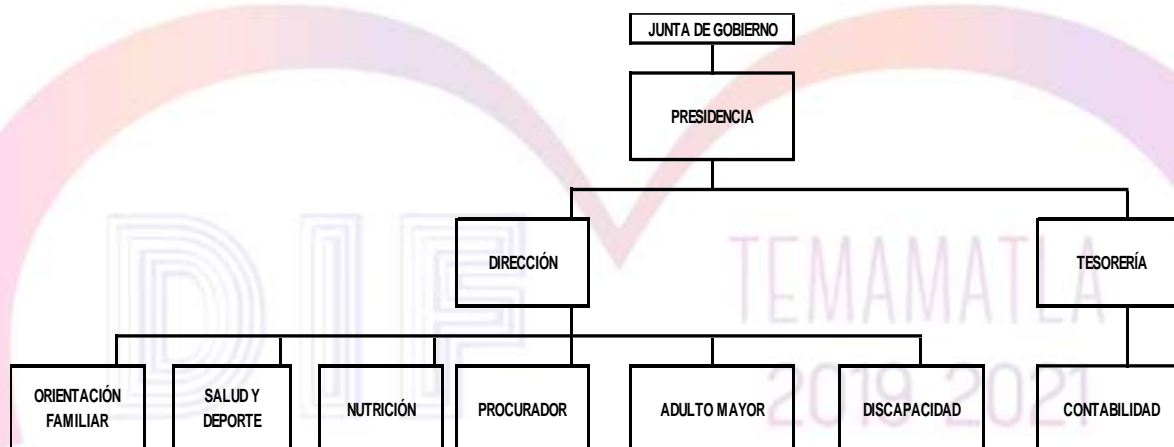 JUNTA DE GOBIERNO
PRESIDENCIA
DIRECCIÓN
TESORERÍA
ORIENTACIÓN
FAMILIAR
SALUD Y
DEPORTE
NUTRICIÓN
PROCURADOR
ADULTO MAYOR
DISCAPACIDAD
CONTABILIDAD
DIF
TEMAMATLA
2019 2021